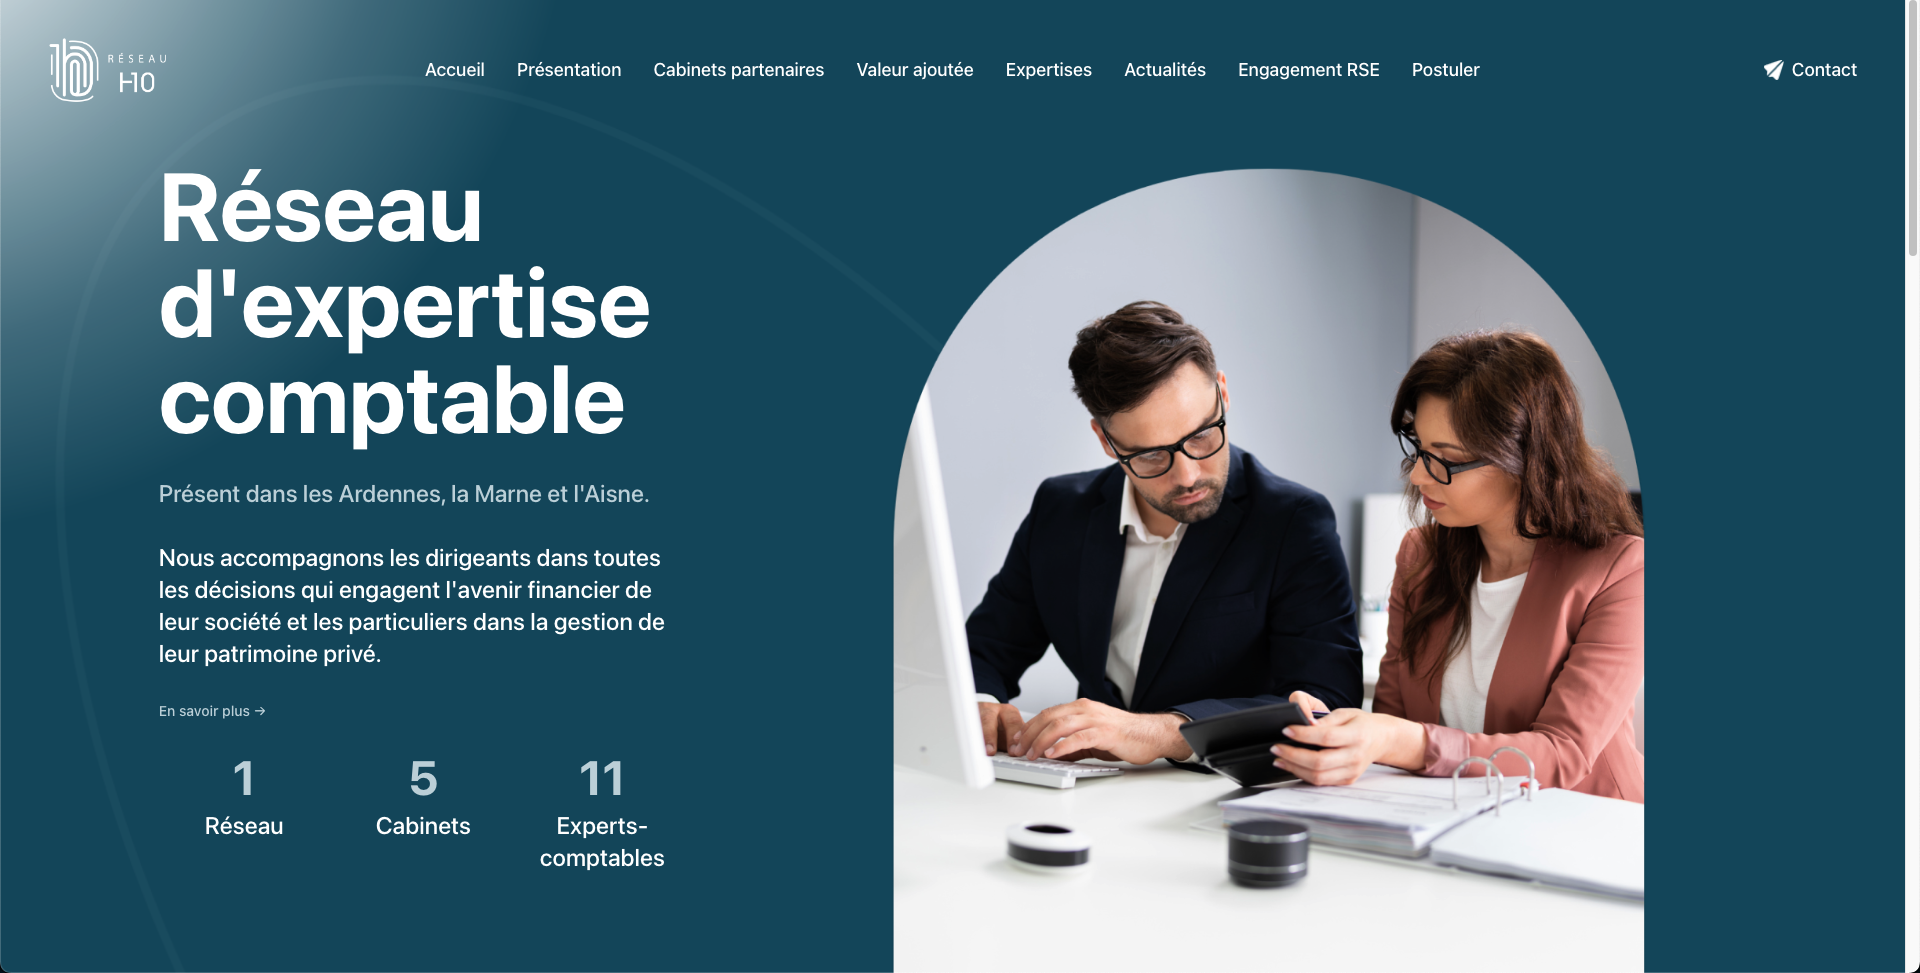 RÉSEAU
H10
Accueil Présentation Cabinets partenaires Valeur ajoutée Expertises Actualités Engagement RSE Postuler Contact
Réseau
d'expertise
comptable
Présent dans les Ardennes, la Marne et l'Aisne.
Nous accompagnons les dirigeants dans toutes
les décisions qui engagent l'avenir financier de
leur société et les particuliers dans la gestion de
leur patrimoine privé.
En savoir plus →
1 5 11
Réseau Cabinets Experts-
comptables